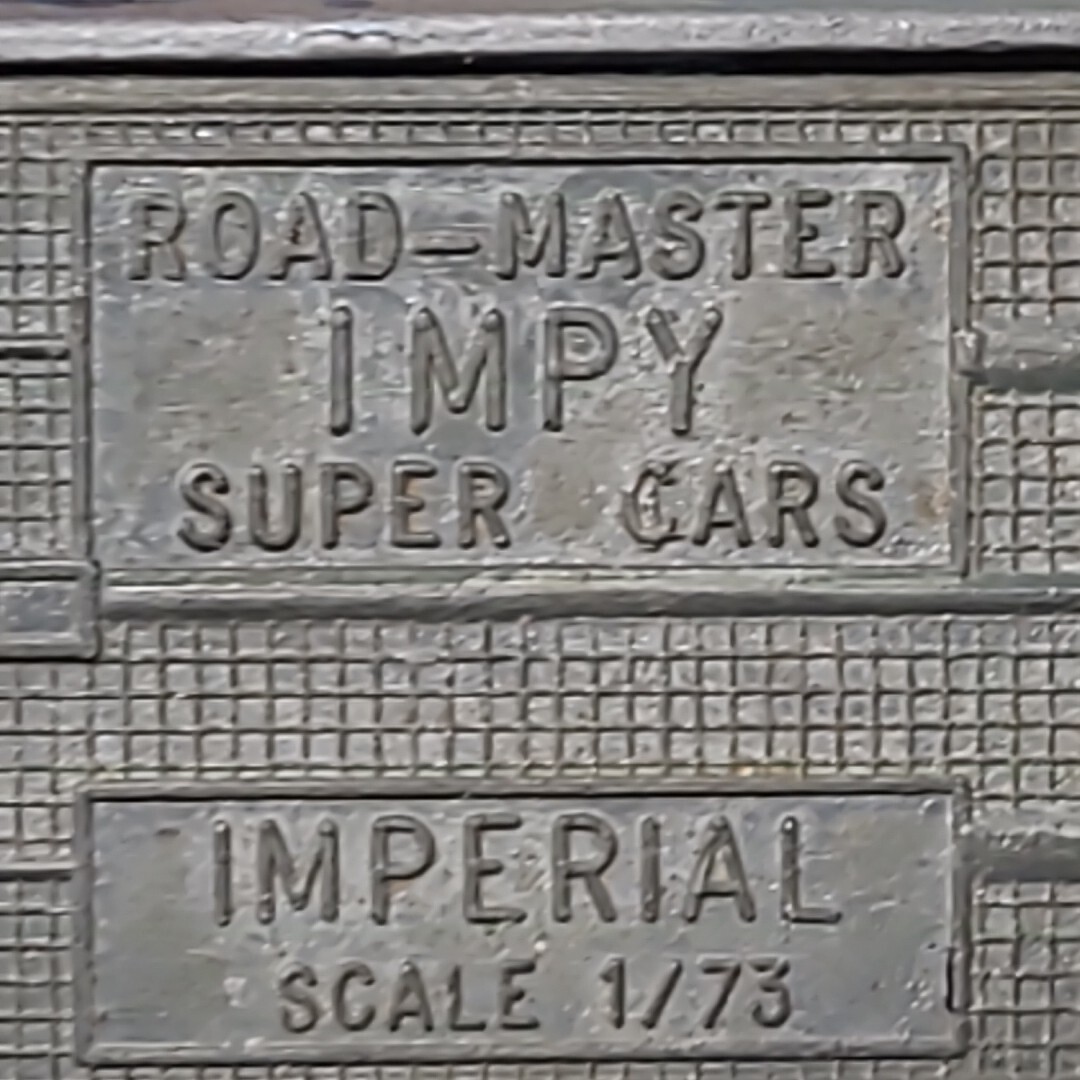 ROAD-MASTER
IMPY
SUPER CARS
IMPERIAL
SCALE 1/73